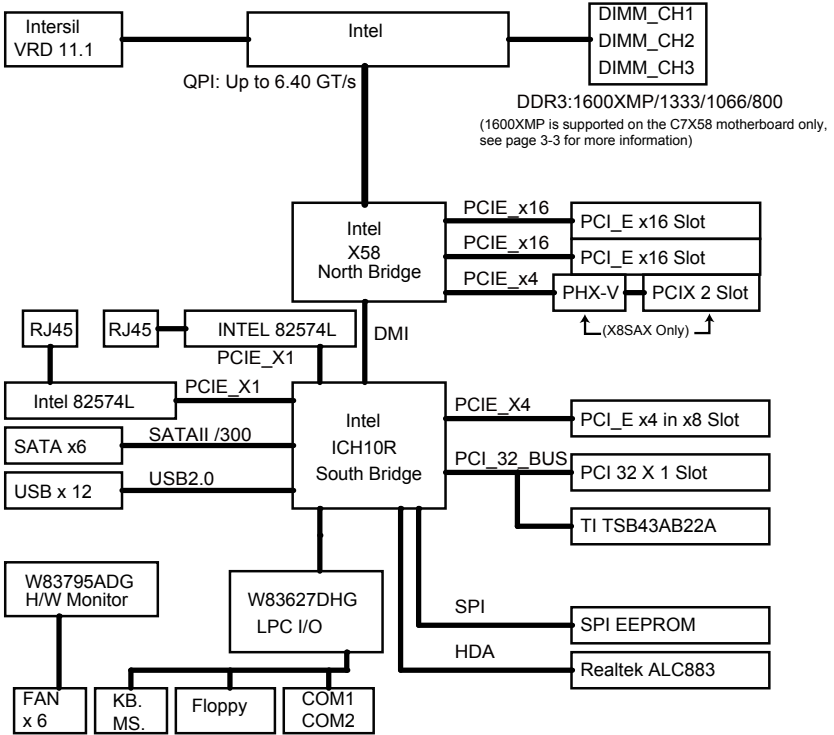 Intersil
VRD 11.1
Intel
DIMM_CH1
DIMM_CH2
DIMM_CH3
QPI: Up to 6.40 GT/s
DDR3:1600XMP/1333/1066/800
(1600XMP is supported on the C7X58 motherboard only,
see page 3-3 for more information)
Intel
X58
North Bridge
PCIE_x16
PCI_E x16 Slot
PCIE_x16
PCI_E x16 Slot
PCIE_x4
PHX-V
PCIX 2 Slot
(X8SAX Only)
RJ45
RJ45
INTEL 82574L
DMI
PCIE_X1
Intel 82574L
PCIE_X1
SATA x6
SATAII /300
USB x 12
USB2.0
Intel
ICH10R
South Bridge
PCIE_X4
PCI_E x4 in x8 Slot
PCI_32_BUS
PCI 32 X 1 Slot
TI TSB43AB22A
W83795ADG
H/W Monitor
W83627DHG
LPC I/O
SPI
SPI EEPROM
HDA
Realtek ALC883
FAN
x 6
KB.
MS.
Floppy
COM1
COM2